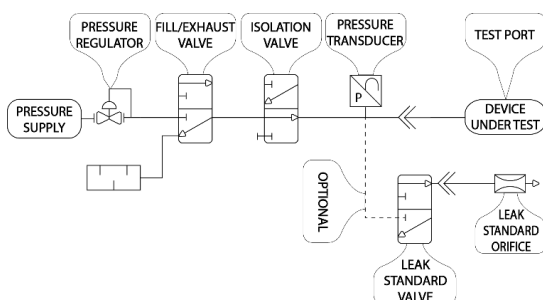 PRESSURE
REGULATOR
FILL/EXHAUST
VALVE
ISOLATION
VALVE
PRESSURE
TRANSDUCER
TEST PORT
PRESSURE
SUPPLY
P
DEVICE
UNDER TEST
OPTIONAL
LEAK
STANDARD
ORIFICE
LEAK
STANDARD
VALVE